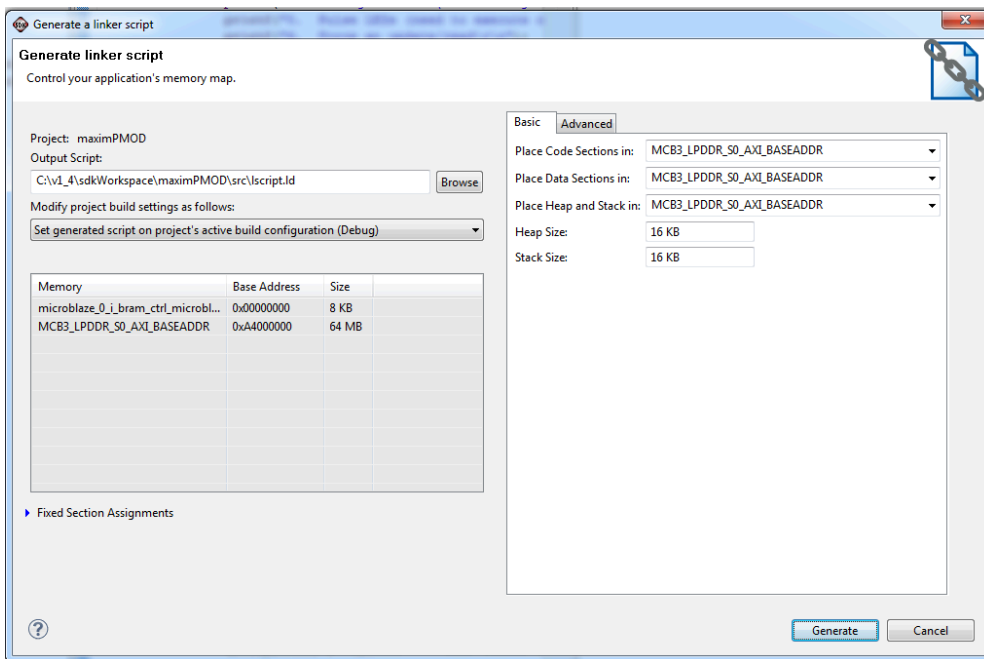 Generate a linker script
Generate linker script
Control your application's memory map.
Project: maximPMOD
Output Script:
C:\v1_4\sdkWorkspace\maximPMOD\src\lscript.ld
Browse
Modify project build settings as follows:
Set generated script on project's active build configuration (Debug)
Memory Base Address Size
microblaze_0_i_bram_ctrl_microbl... 0x00000000 8 KB
MCB3_LPDDR_S0_AXI_BASEADDR 0xA4000000 64 MB
Fixed Section Assignments
Basic Advanced
Place Code Sections in: MCB3_LPDDR_S0_AXI_BASEADDR
Place Data Sections in: MCB3_LPDDR_S0_AXI_BASEADDR
Place Heap and Stack in: MCB3_LPDDR_S0_AXI_BASEADDR
Heap Size: 16 KB
Stack Size: 16 KB
?
Generate Cancel